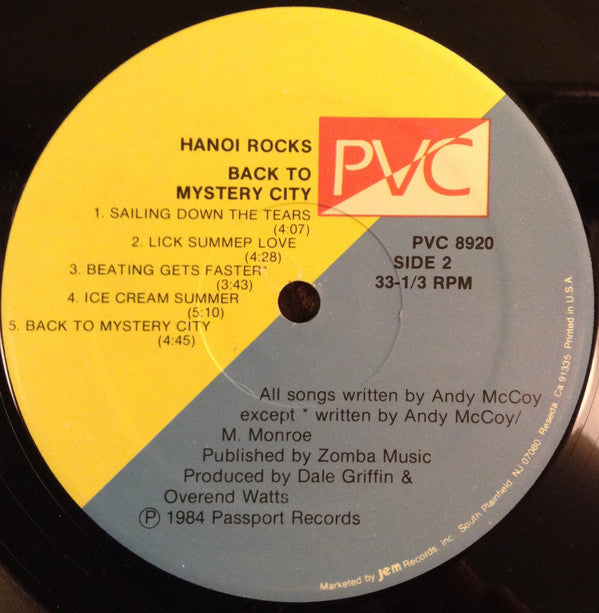 HANOI ROCKS
BACK TO
MYSTERY CITY
PVC
1. SAILING DOWN THE TEARS
(4:07)
2. LICK SUMMER LOVE
(4:28)
3. BEATING GETS FASTER
(3:43)
4. ICE CREAM SUMMER
(5:10)
5. BACK TO MYSTERY CITY
(4:45)
PVC 8920
SIDE 2
33-1/3 RPM
All songs written by Andy McCoy
except * written by Andy McCoy/
M. Monroe
Published by Zomba Music
Produced by Dale Griffin &
Overend Watts
Ⓟ 1984 Passport Records
Marketed by jem Records inc., South Plainfield, NJ 07080, Reseda, Ca 91335 Printed in U.S.A.